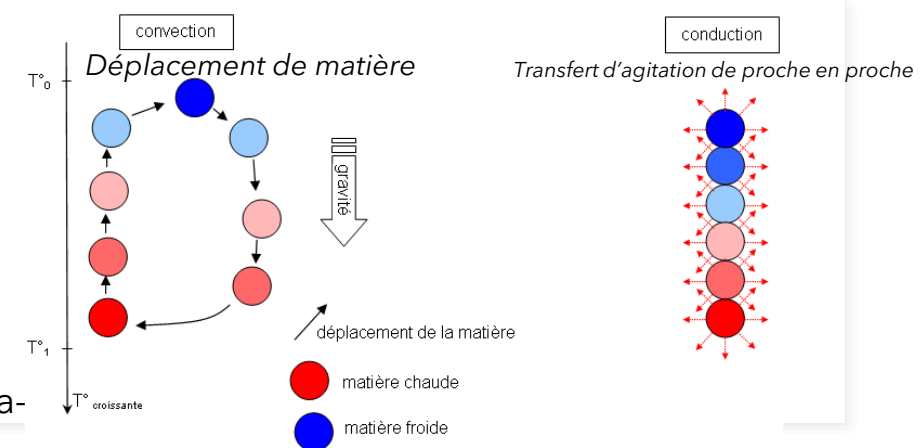 convection
Déplacement de matière
T°₀
gravité
T°₁
T° croissante
déplacement de la matière
matière chaude
matière froide
a-
conduction
Transfert d'agitation de proche en proche